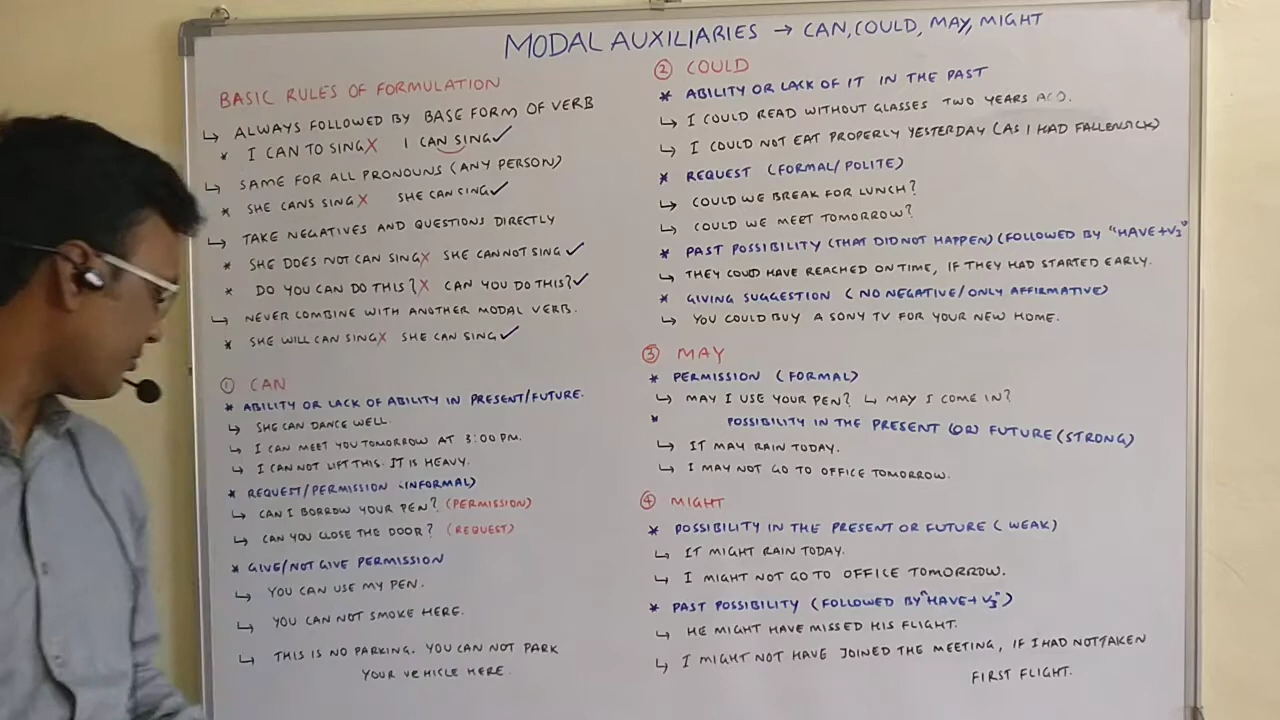 MODAL AUXILIARIES → CAN, COULD, MAY, MIGHT
BASIC RULES OF FORMULATION
↳ ALWAYS FOLLOWED BY BASE FORM OF VERB
* I CAN TO SING X I CAN SING ✓
↳ SAME FOR ALL PRONOUNS (ANY PERSON)
* SHE CANS SING X SHE CAN SING ✓
↳ TAKE NEGATIVES AND QUESTIONS DIRECTLY
* SHE DOES NOT CAN SING X SHE CANNOT SING ✓
* DO YOU CAN DO THIS? X CAN YOU DO THIS? ✓
↳ NEVER COMBINE WITH ANOTHER MODAL VERB.
* SHE WILL CAN SING X SHE CAN SING ✓
① CAN
* ABILITY OR LACK OF ABILITY IN PRESENT/FUTURE.
↳ SHE CAN DANCE WELL.
↳ I CAN MEET YOU TOMORROW AT 3:00 PM.
↳ I CAN NOT LIFT THIS. IT IS HEAVY.
* REQUEST/PERMISSION (INFORMAL)
↳ CAN I BORROW YOUR PEN? (PERMISSION)
↳ CAN YOU CLOSE THE DOOR? (REQUEST)
* GIVE/NOT GIVE PERMISSION
↳ YOU CAN USE MY PEN.
↳ YOU CAN NOT SMOKE HERE.
↳ THIS IS NO PARKING. YOU CAN NOT PARK
YOUR VEHICLE HERE.
② COULD
* ABILITY OR LACK OF IT IN THE PAST
↳ I COULD READ WITHOUT GLASSES TWO YEARS AGO.
↳ I COULD NOT EAT PROPERLY YESTERDAY (AS I HAD FALLEN SICK)
* REQUEST (FORMAL/POLITE)
↳ COULD WE BREAK FOR LUNCH?
↳ COULD WE MEET TOMORROW?
* PAST POSSIBILITY (THAT DID NOT HAPPEN) (FOLLOWED BY "HAVE+V3"
↳ THEY COULD HAVE REACHED ON TIME, IF THEY HAD STARTED EARLY.
* GIVING SUGGESTION (NO NEGATIVE/ONLY AFFIRMATIVE)
↳ YOU COULD BUY A SONY TV FOR YOUR NEW HOME.
③ MAY
* PERMISSION (FORMAL)
↳ MAY I USE YOUR PEN? ↳ MAY I COME IN?
* POSSIBILITY IN THE PRESENT (OR) FUTURE (STRONG)
↳ IT MAY RAIN TODAY.
↳ I MAY NOT GO TO OFFICE TOMORROW.
④ MIGHT
* POSSIBILITY IN THE PRESENT OR FUTURE (WEAK)
↳ IT MIGHT RAIN TODAY.
↳ I MIGHT NOT GO TO OFFICE TOMORROW.
* PAST POSSIBILITY (FOLLOWED BY "HAVE+V3")
↳ HE MIGHT HAVE MISSED HIS FLIGHT.
↳ I MIGHT NOT HAVE JOINED THE MEETING, IF I HAD NOT TAKEN
FIRST FLIGHT.